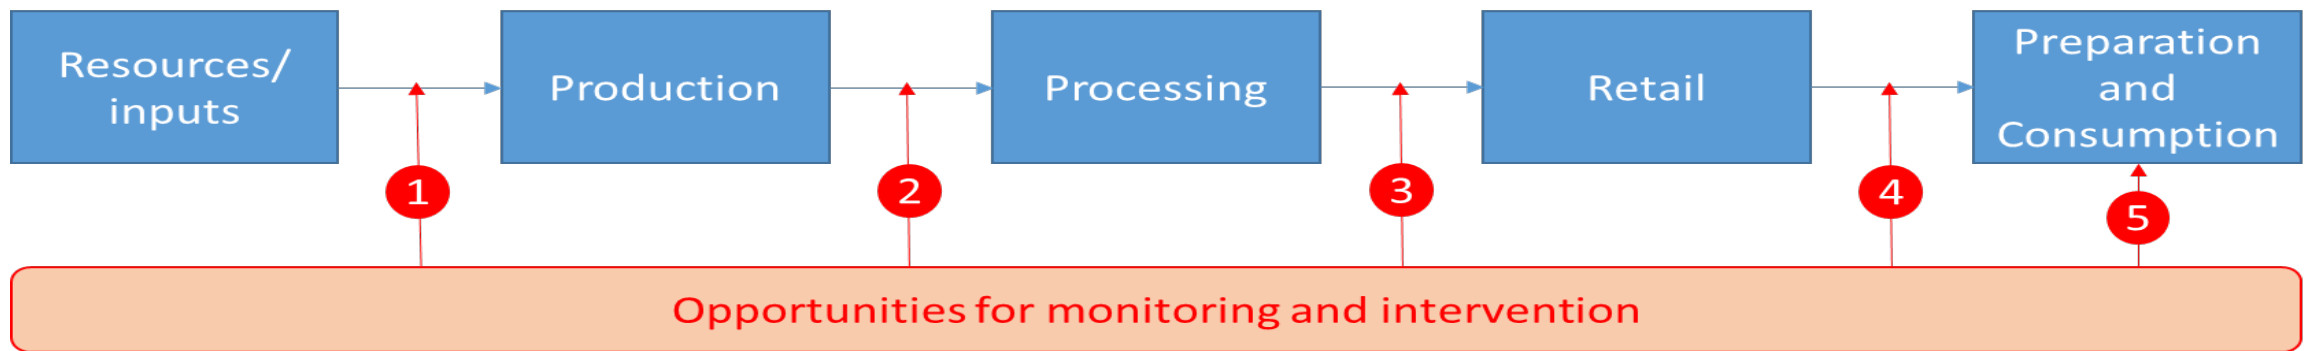 Resources/
inputs
Production
Processing
Retail
Preparation
and
Consumption
1
2
3
4
5
Opportunities for monitoring and intervention